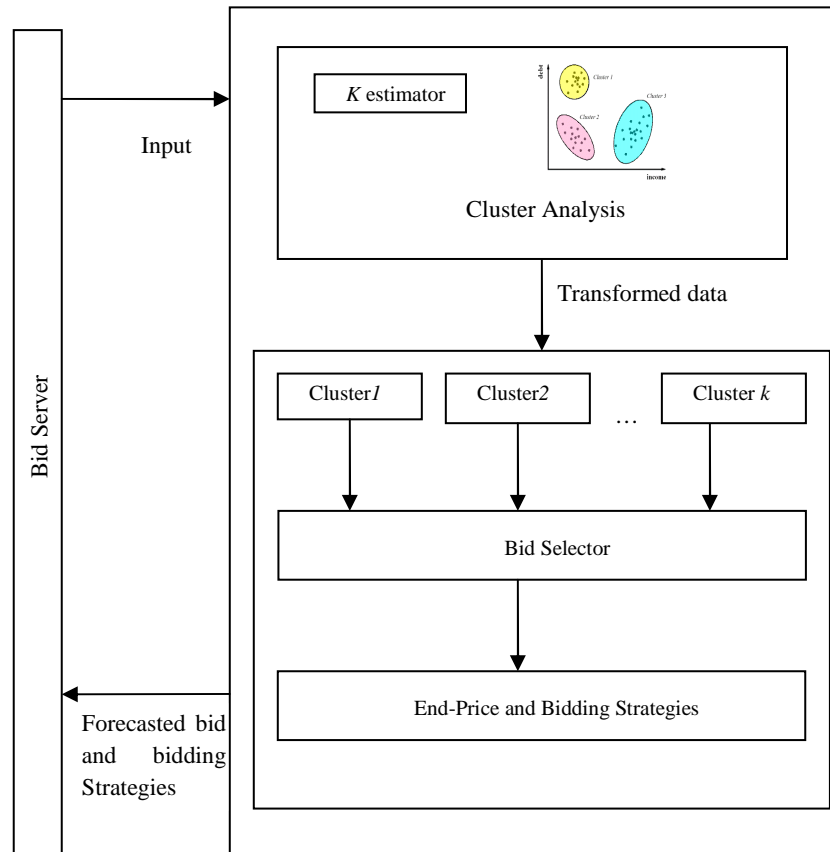 K estimator
debt
Cluster 1
Cluster 3
Cluster 2
income
Input
Cluster Analysis
Transformed data
Bid Server
Cluster1
Cluster2
…
Cluster k
Bid Selector
End-Price and Bidding Strategies
Forecasted bid
and bidding
Strategies